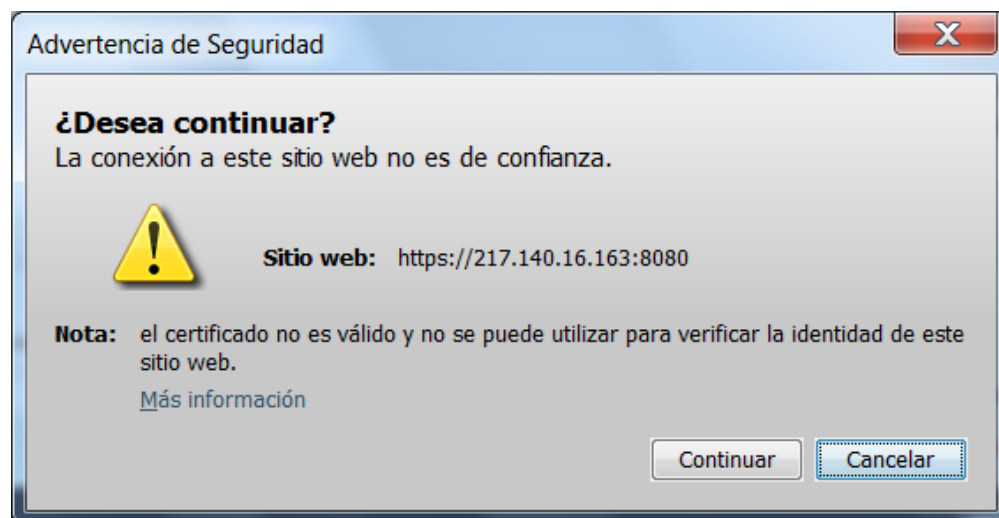 Advertencia de Seguridad
X
¿Desea continuar?
La conexión a este sitio web no es de confianza.
Sitio web: https://217.140.16.163:8080
Nota: el certificado no es válido y no se puede utilizar para verificar la identidad de este
sitio web.
Más información
Continuar Cancelar